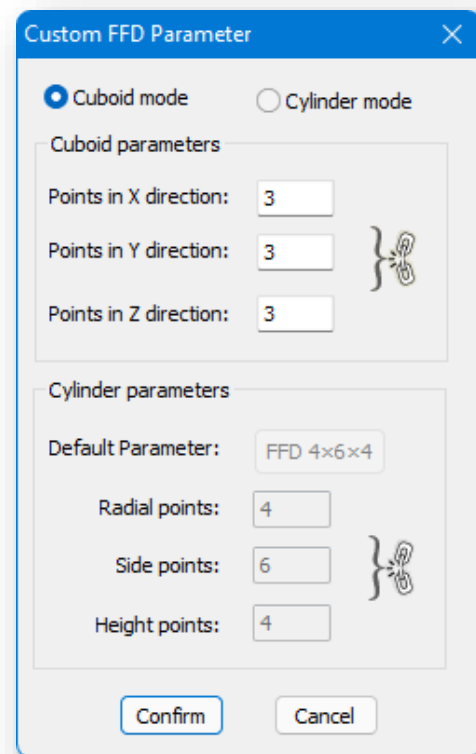 Custom FFD Parameter
Cuboid mode Cylinder mode
Cuboid parameters
Points in X direction: 3
Points in Y direction: 3
Points in Z direction: 3
Cylinder parameters
Default Parameter: FFD 4×6×4
Radial points: 4
Side points: 6
Height points: 4
Confirm Cancel